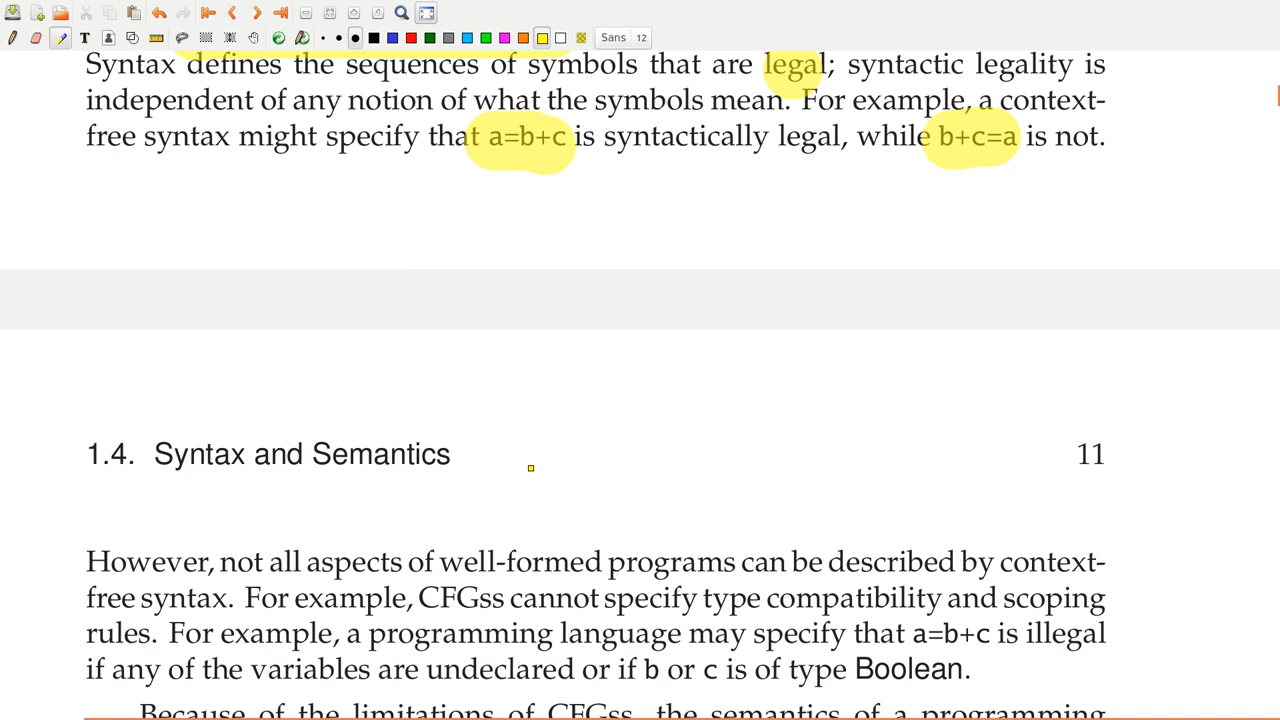 Sans 12
Syntax defines the sequences of symbols that are legal; syntactic legality is
independent of any notion of what the symbols mean. For example, a context-
free syntax might specify that a=b+c is syntactically legal, while b+c=a is not.
1.4. Syntax and Semantics 11
However, not all aspects of well-formed programs can be described by context-
free syntax. For example, CFGss cannot specify type compatibility and scoping
rules. For example, a programming language may specify that a=b+c is illegal
if any of the variables are undeclared or if b or c is of type Boolean.
Because of the limitations of CFGss, the semantics of a programming